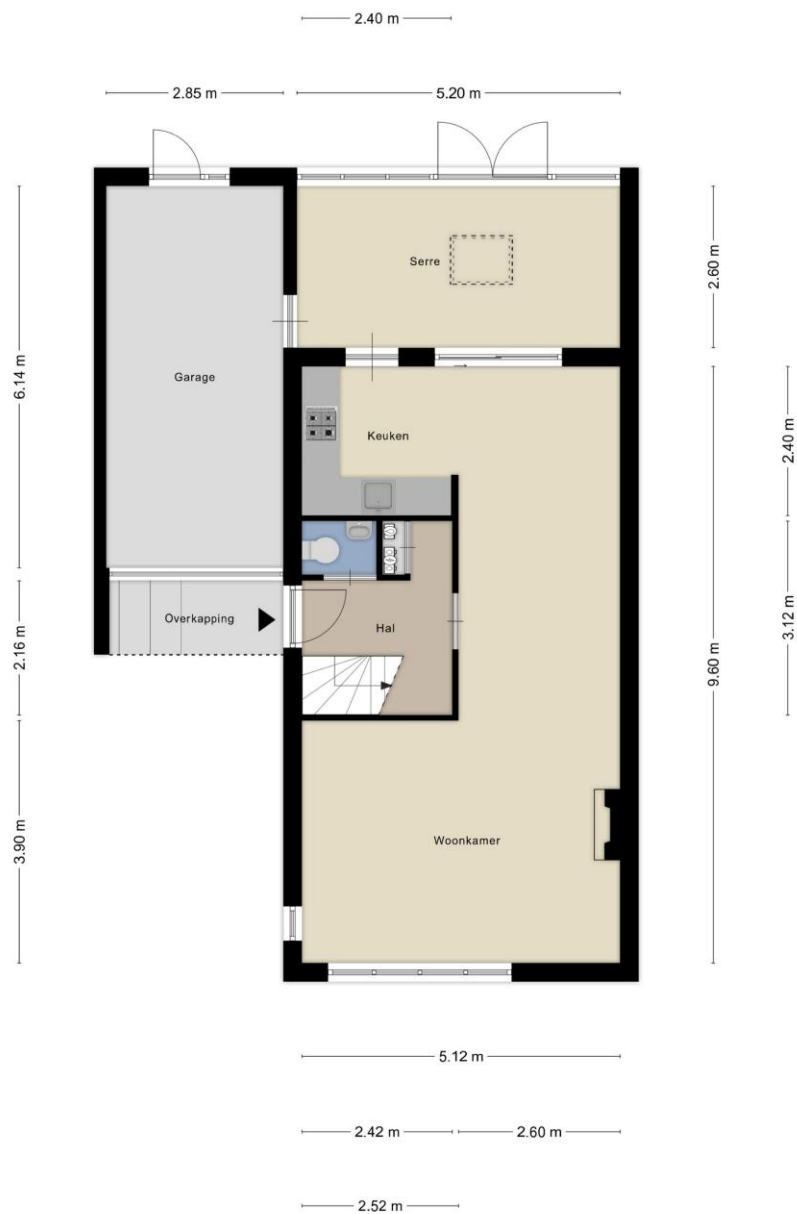 2.40 m
2.85 m
5.20 m
Serre
2.60 m
6.14 m
Garage
Keuken
2.40 m
Overkapping
Hal
2.16 m
3.12 m
9.60 m
3.90 m
Woonkamer
5.12 m
2.42 m
2.60 m
2.52 m